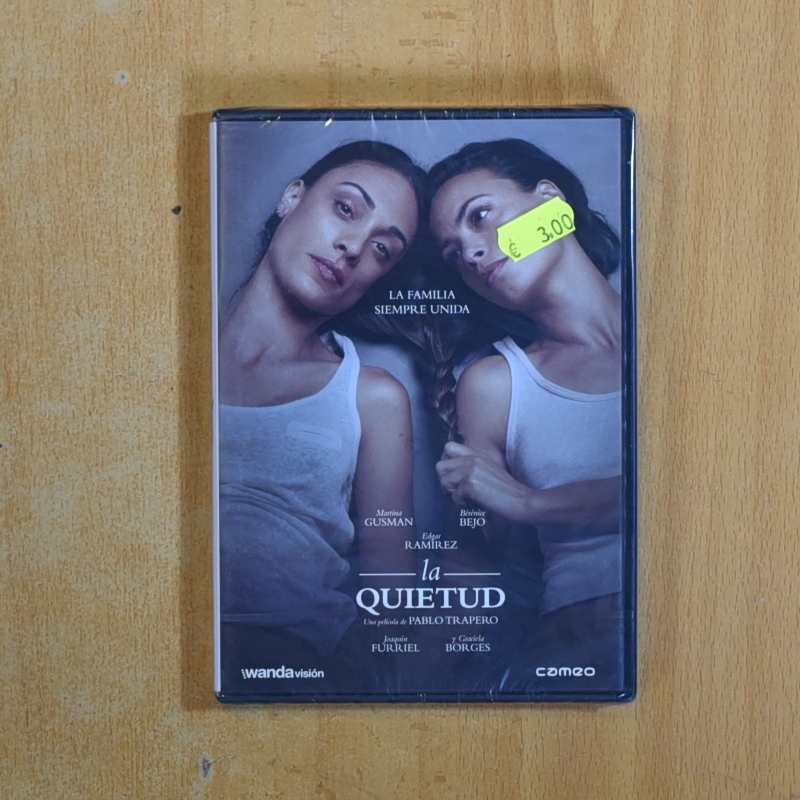 € 3,00
LA FAMILIA
SIEMPRE UNIDA
Martina Bérénice
GUSMAN BEJO
Edgar
RAMÍREZ
la
QUIETUD
Una película de PABLO TRAPERO
Joaquín y Graciela
FURRIEL BORGES
wandavisión cameo